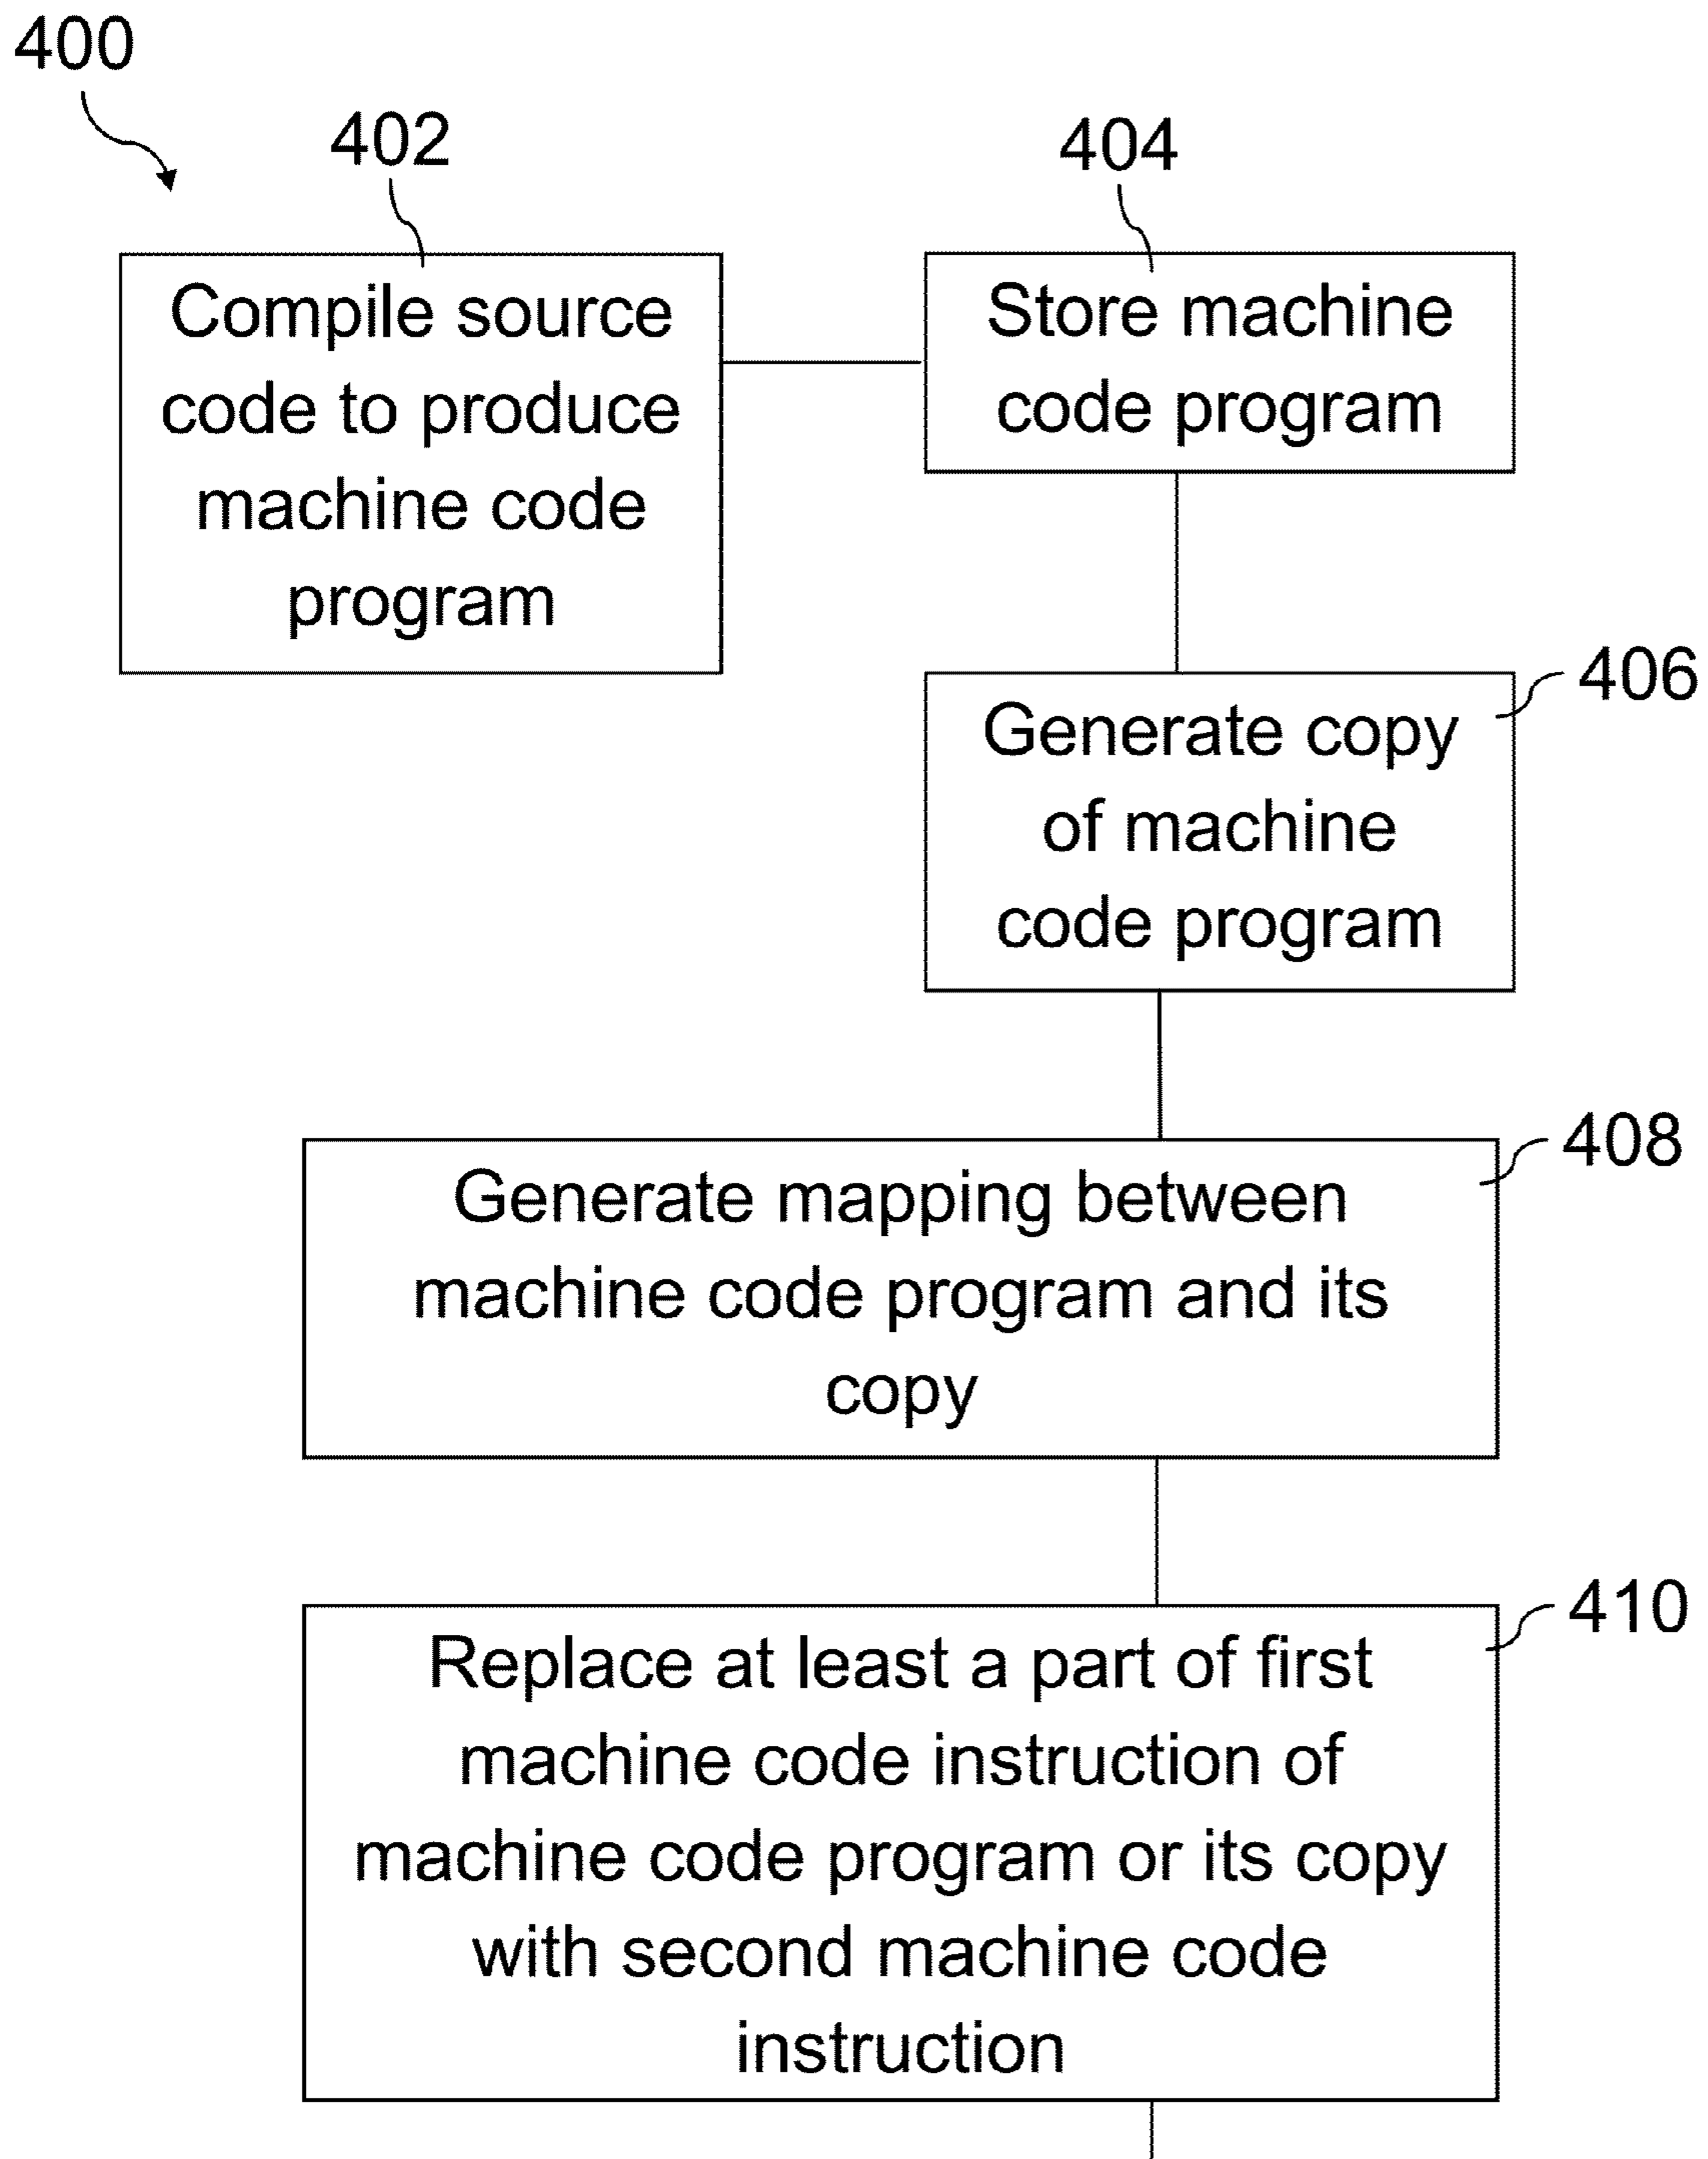 400
402
Compile source
code to produce
machine code
program
404
Store machine
code program
406
Generate copy
of machine
code program
408
Generate mapping between
machine code program and its
copy
410
Replace at least a part of first
machine code instruction of
machine code program or its copy
with second machine code
instruction